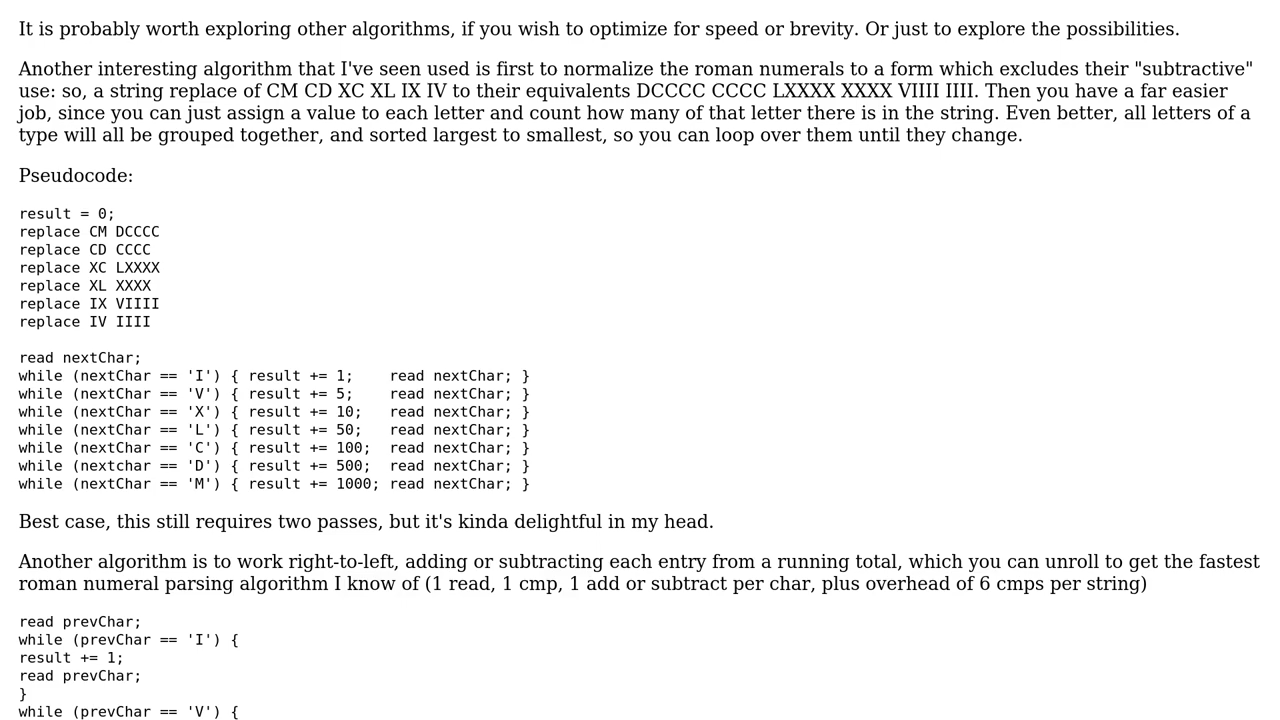 It is probably worth exploring other algorithms, if you wish to optimize for speed or brevity. Or just to explore the possibilities.
Another interesting algorithm that I've seen used is first to normalize the roman numerals to a form which excludes their "subtractive"
use: so, a string replace of CM CD XC XL IX IV to their equivalents DCCCC CCCC LXXXX XXXX VIIII IIII. Then you have a far easier
job, since you can just assign a value to each letter and count how many of that letter there is in the string. Even better, all letters of a
type will all be grouped together, and sorted largest to smallest, so you can loop over them until they change.
Pseudocode:
result = 0;
replace CM DCCCC
replace CD CCCC
replace XC LXXXX
replace XL XXXX
replace IX VIIII
replace IV IIII
read nextChar;
while (nextChar == 'I') { result += 1;    read nextChar; }
while (nextChar == 'V') { result += 5;    read nextChar; }
while (nextChar == 'X') { result += 10;   read nextChar; }
while (nextChar == 'L') { result += 50;   read nextChar; }
while (nextChar == 'C') { result += 100;  read nextChar; }
while (nextchar == 'D') { result += 500;  read nextChar; }
while (nextChar == 'M') { result += 1000; read nextChar; }
Best case, this still requires two passes, but it's kinda delightful in my head.
Another algorithm is to work right-to-left, adding or subtracting each entry from a running total, which you can unroll to get the fastest
roman numeral parsing algorithm I know of (1 read, 1 cmp, 1 add or subtract per char, plus overhead of 6 cmps per string)
read prevChar;
while (prevChar == 'I') {
result += 1;
read prevChar;
}
while (prevChar == 'V') {